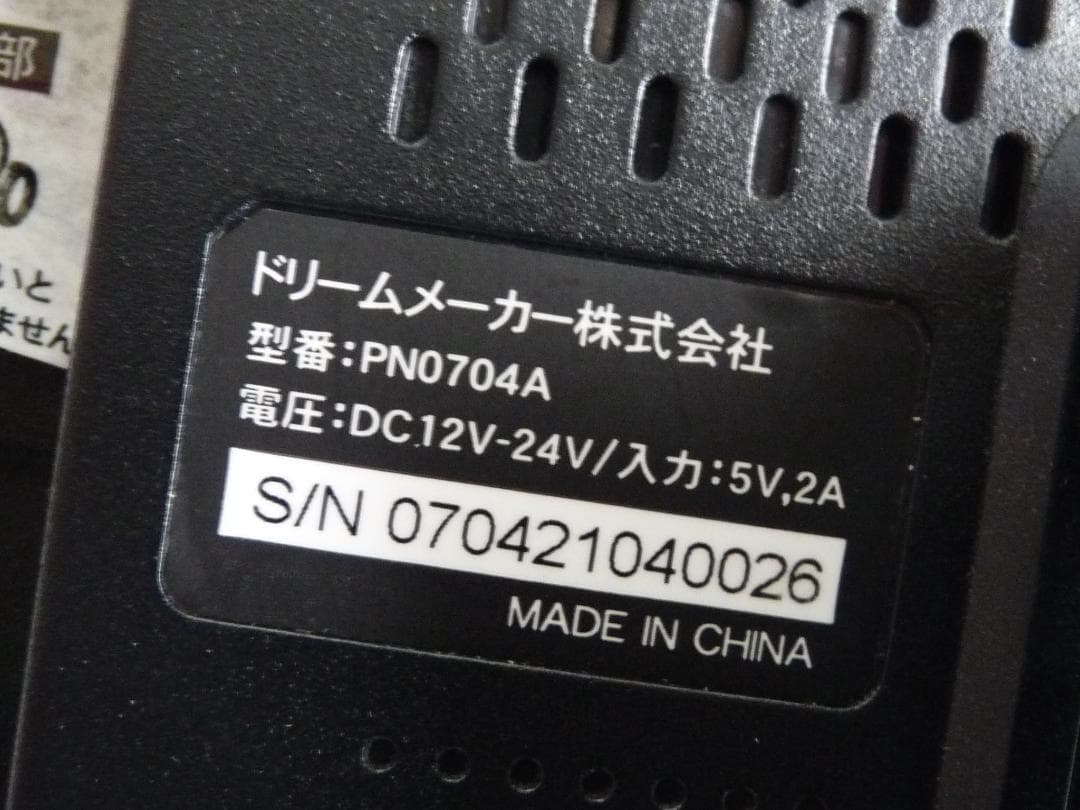 部
いと
ません
ドリームメーカー株式会社
型番:PN0704A
電圧:DC12V-24V/入力:5V,2A
S/N 070421040026
MADE IN CHINA